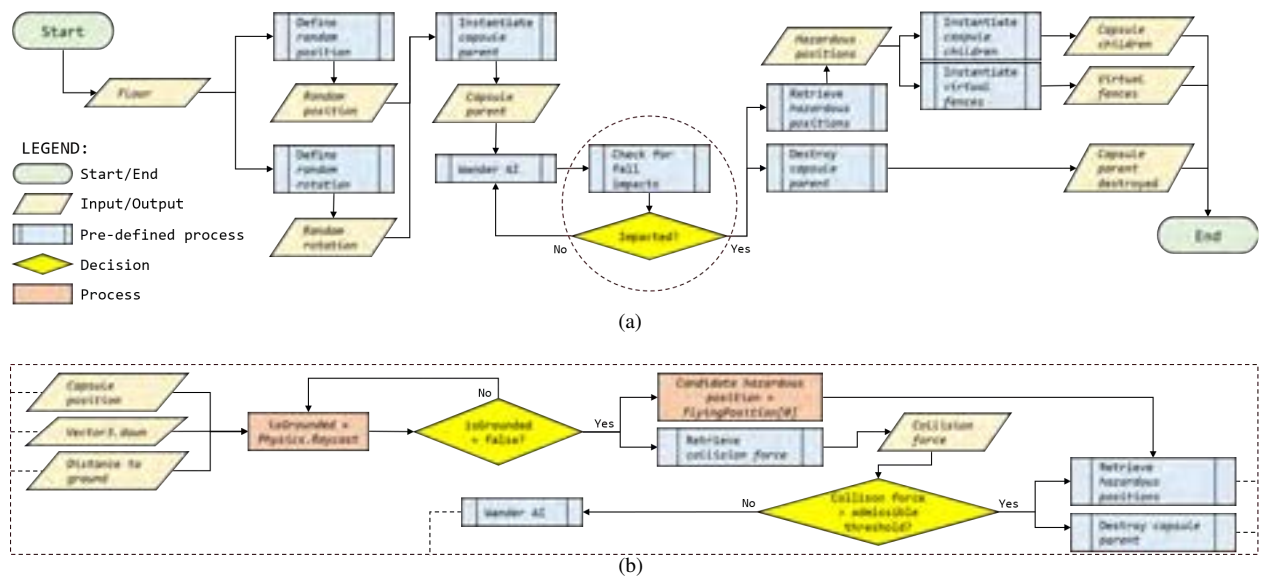 Start
Floor
Define
random
position
Random
position
Define
random
rotation
Random
rotation
Instantiate
capsule
parent
Capsule
parent
Wander AI
Check for
fall
impacts
Impacted?
No
Yes
Hazardous
positions
Retrieve
hazardous
positions
Destroy
capsule
parent
Instantiate
capsule
children
Instantiate
virtual
fences
Capsule
children
Virtual
fences
Capsule
parent
destroyed
End
LEGEND:
Start/End
Input/Output
Pre-defined process
Decision
Process
(a)
Capsule
position
Vector3.down
Distance to
ground
isGrounded =
Physics.Raycast
No
isGrounded
= false?
Yes
Candidate hazardous
position =
flyingPosition[0]
Retrieve
collision force
Collision
force
Collison force
> admissible
threshold?
No
Yes
Wander AI
Retrieve
hazardous
positions
Destroy capsule
parent
(b)